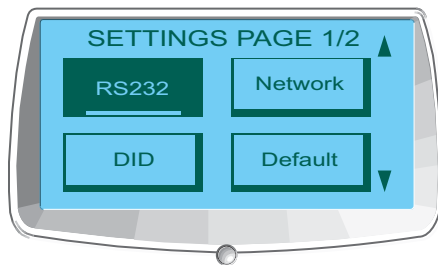 SETTINGS PAGE 1/2
RS232
Network
DID
Default